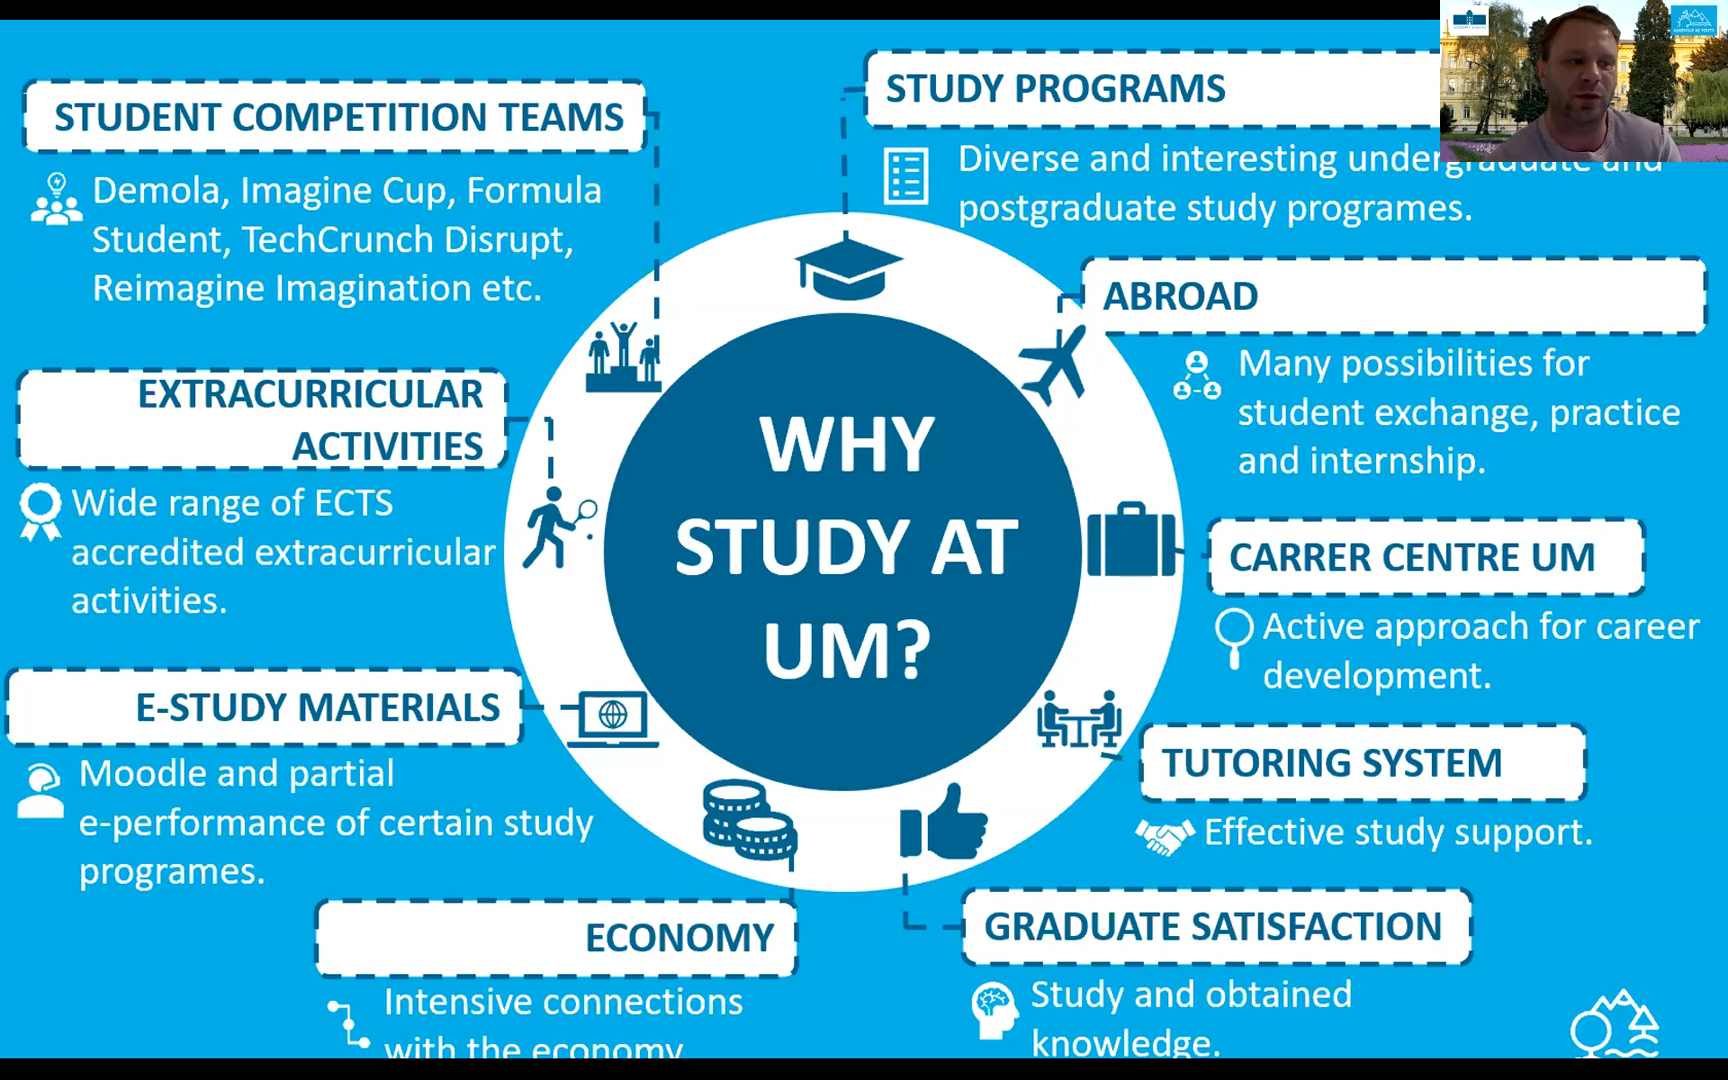 STUDENT COMPETITION TEAMS
Demola, Imagine Cup, Formula
Student, TechCrunch Disrupt,
Reimagine Imagination etc.
EXTRACURRICULAR
ACTIVITIES
Wide range of ECTS
accredited extracurricular
activities.
E-STUDY MATERIALS
Moodle and partial
e-performance of certain study
programes.
ECONOMY
Intensive connections
with the economy
WHY
STUDY AT
UM?
STUDY PROGRAMS
Diverse and interesting undergraduate and
postgraduate study programes.
ABROAD
Many possibilities for
student exchange, practice
and internship.
CARRER CENTRE UM
Active approach for career
development.
TUTORING SYSTEM
Effective study support.
GRADUATE SATISFACTION
Study and obtained
knowledge.